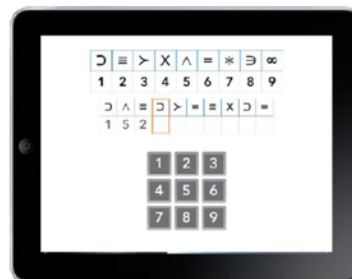 ⊃ ≡ ≻ X ∧ = * ∋ ∞
1 2 3 4 5 6 7 8 9
⊃ ∧ ≡ ⊃ ≻ = ≡ X ⊃ =
1 5 2
1 2 3
4 5 6
7 8 9